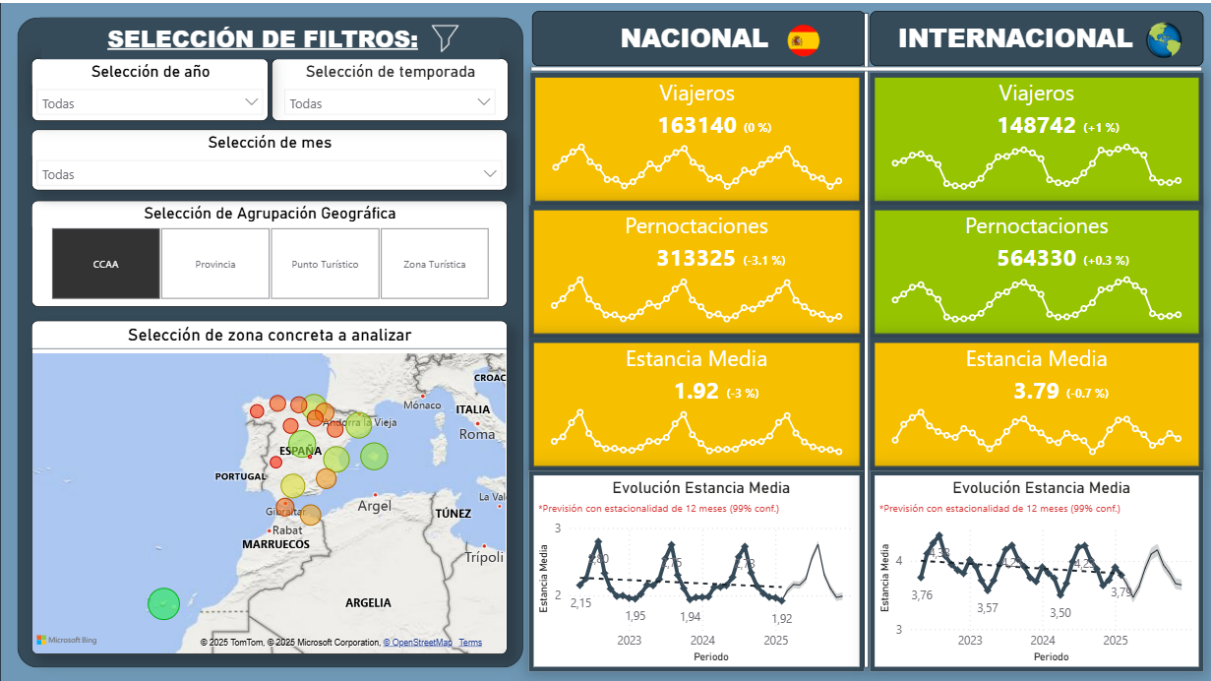 SELECCIÓN DE FILTROS:
Selección de año
Todas
Selección de temporada
Todas
Selección de mes
Todas
Selección de Agrupación Geográfica
CCAA
Provincia
Punto Turístico
Zona Turística
Selección de zona concreta a analizar
CROAC
Mónaco
ITALIA
Andorra la Vieja
Roma
ESPAÑA
PORTUGAL
Gibraltar
Argel
La Val
TÚNEZ
Rabat
MARRUECOS
Trípoli
ARGELIA
Microsoft Bing
© 2025 TomTom, © 2025 Microsoft Corporation, © OpenStreetMap Terms
NACIONAL
Viajeros
163140 (0 %)
Pernoctaciones
313325 (-3.1 %)
Estancia Media
1.92 (-3 %)
Evolución Estancia Media
*Previsión con estacionalidad de 12 meses (99% conf.)
Estancia Media
3
2
2,15
2,80
1,95
2,75
1,94
2,73
1,92
2023
2024
2025
Periodo
INTERNACIONAL
Viajeros
148742 (+1 %)
Pernoctaciones
564330 (+0.3 %)
Estancia Media
3.79 (-0.7 %)
Evolución Estancia Media
*Previsión con estacionalidad de 12 meses (99% conf.)
Estancia Media
4
3
3,76
3,57
3,50
3,79
2023
2024
2025
Periodo